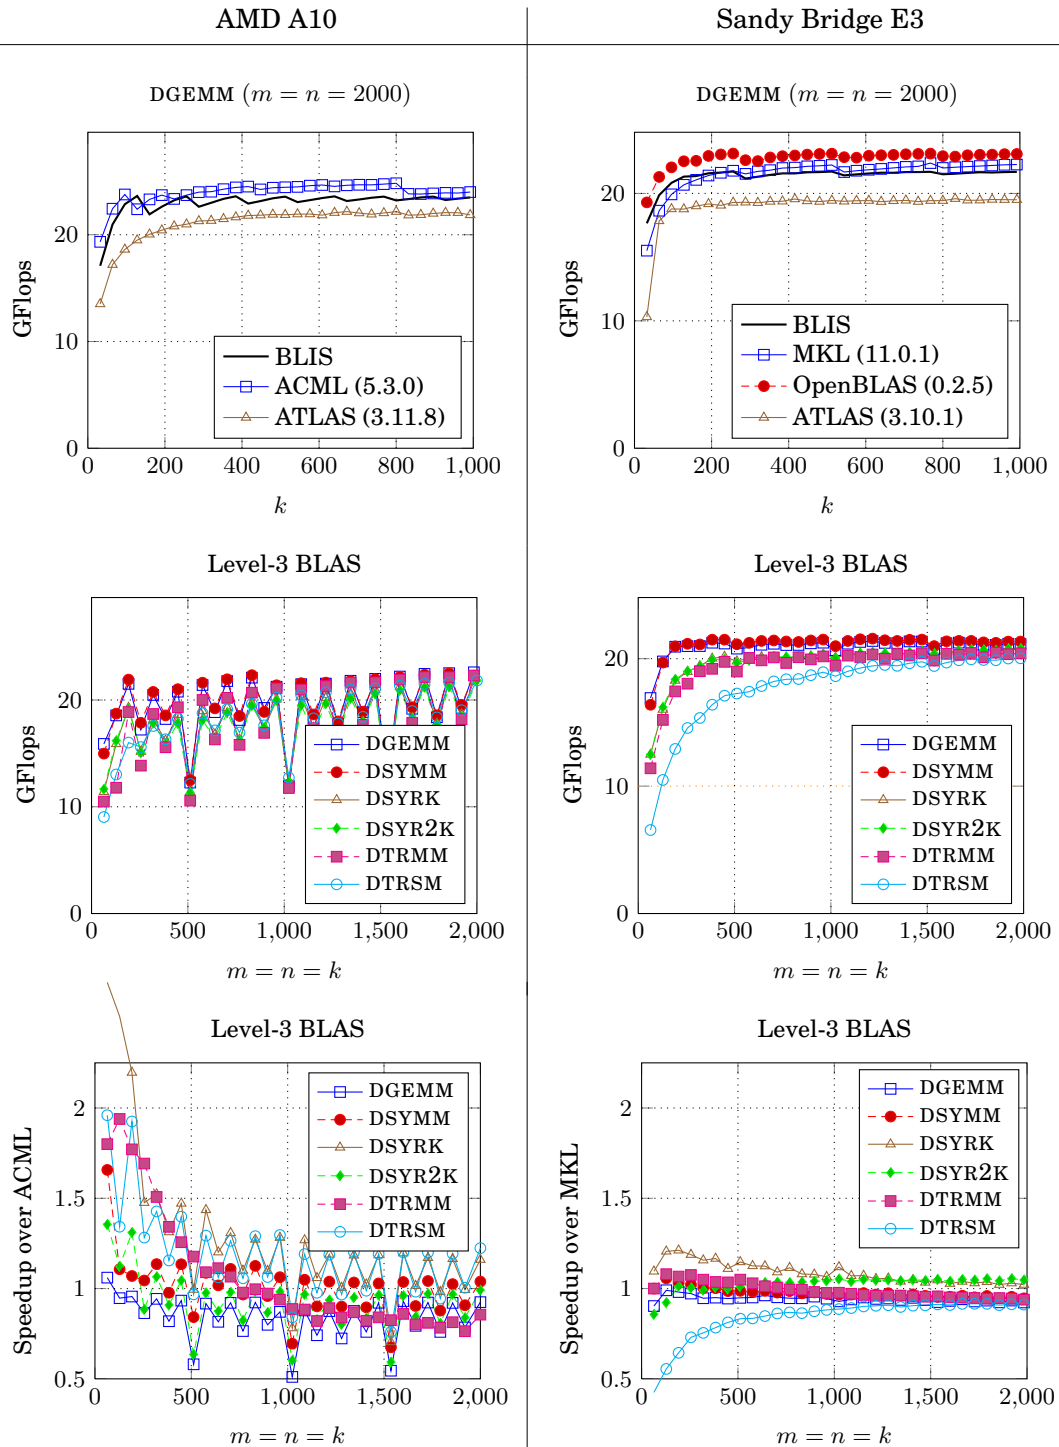 AMD A10
Sandy Bridge E3
DGEMM (m = n = 2000)
GFlops
20
10
0
0 200 400 600 800 1,000
k
BLIS
ACML (5.3.0)
ATLAS (3.11.8)
DGEMM (m = n = 2000)
GFlops
20
10
0
0 200 400 600 800 1,000
k
BLIS
MKL (11.0.1)
OpenBLAS (0.2.5)
ATLAS (3.10.1)
Level-3 BLAS
GFlops
20
10
0
0 500 1,000 1,500 2,000
m = n = k
DGEMM
DSYMM
DSYRK
DSYR2K
DTRMM
DTRSM
Level-3 BLAS
GFlops
20
10
0
0 500 1,000 1,500 2,000
m = n = k
DGEMM
DSYMM
DSYRK
DSYR2K
DTRMM
DTRSM
Level-3 BLAS
Speedup over ACML
2
1.5
1
0.5
0 500 1,000 1,500 2,000
m = n = k
DGEMM
DSYMM
DSYRK
DSYR2K
DTRMM
DTRSM
Level-3 BLAS
Speedup over MKL
2
1.5
1
0.5
0 500 1,000 1,500 2,000
m = n = k
DGEMM
DSYMM
DSYRK
DSYR2K
DTRMM
DTRSM